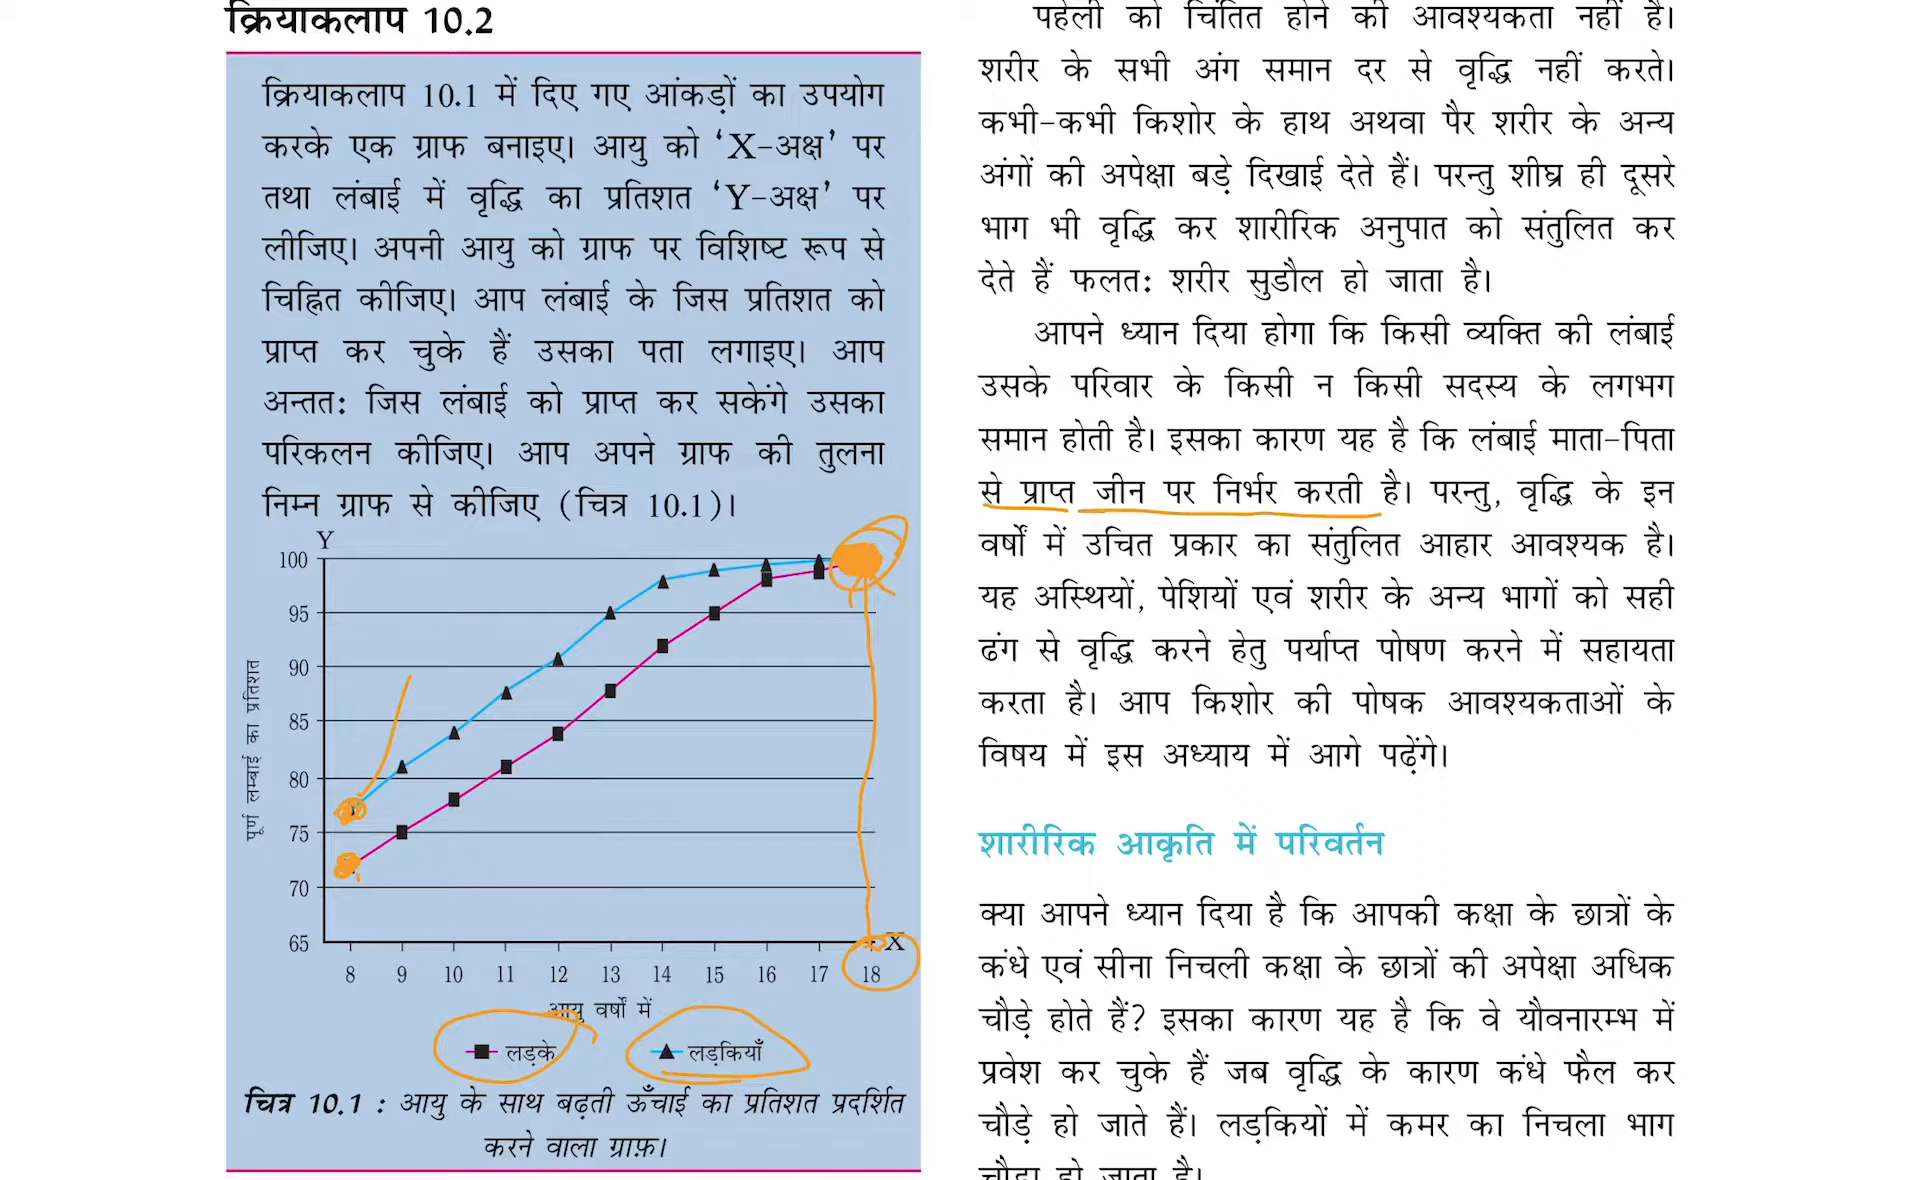 क्रियाकलाप 10.2
क्रियाकलाप 10.1 में दिए गए आंकड़ों का उपयोग
करके एक ग्राफ बनाइए। आयु को ‘X-अक्ष’ पर
तथा लंबाई में वृद्धि का प्रतिशत ‘Y-अक्ष’ पर
लीजिए। अपनी आयु को ग्राफ पर विशिष्ट रूप से
चिह्नित कीजिए। आप लंबाई के जिस प्रतिशत को
प्राप्त कर चुके हैं उसका पता लगाइए। आप
अन्तत: जिस लंबाई को प्राप्त कर सकेंगे उसका
परिकलन कीजिए। आप अपने ग्राफ की तुलना
निम्न ग्राफ से कीजिए (चित्र 10.1)।
Y
100
95
90
85
80
75
70
65
पूर्ण लम्बाई का प्रतिशत
X
8 9 10 11 12 13 14 15 16 17 18
आयु वर्षों में
लड़के लड़कियाँ
चित्र 10.1 : आयु के साथ बढ़ती ऊँचाई का प्रतिशत प्रदर्शित
करने वाला ग्राफ़।
पहेली को चिंतित होने की आवश्यकता नहीं है।
शरीर के सभी अंग समान दर से वृद्धि नहीं करते।
कभी-कभी किशोर के हाथ अथवा पैर शरीर के अन्य
अंगों की अपेक्षा बड़े दिखाई देते हैं। परन्तु शीघ्र ही दूसरे
भाग भी वृद्धि कर शारीरिक अनुपात को संतुलित कर
देते हैं फलत: शरीर सुडौल हो जाता है।
आपने ध्यान दिया होगा कि किसी व्यक्ति की लंबाई
उसके परिवार के किसी न किसी सदस्य के लगभग
समान होती है। इसका कारण यह है कि लंबाई माता-पिता
से प्राप्त जीन पर निर्भर करती है। परन्तु, वृद्धि के इन
वर्षों में उचित प्रकार का संतुलित आहार आवश्यक है।
यह अस्थियों, पेशियों एवं शरीर के अन्य भागों को सही
ढंग से वृद्धि करने हेतु पर्याप्त पोषण करने में सहायता
करता है। आप किशोर की पोषक आवश्यकताओं के
विषय में इस अध्याय में आगे पढ़ेंगे।
शारीरिक आकृति में परिवर्तन
क्या आपने ध्यान दिया है कि आपकी कक्षा के छात्रों के
कंधे एवं सीना निचली कक्षा के छात्रों की अपेक्षा अधिक
चौड़े होते हैं? इसका कारण यह है कि वे यौवनारम्भ में
प्रवेश कर चुके हैं जब वृद्धि के कारण कंधे फैल कर
चौड़े हो जाते हैं। लड़कियों में कमर का निचला भाग
चौड़ा हो जाता है।